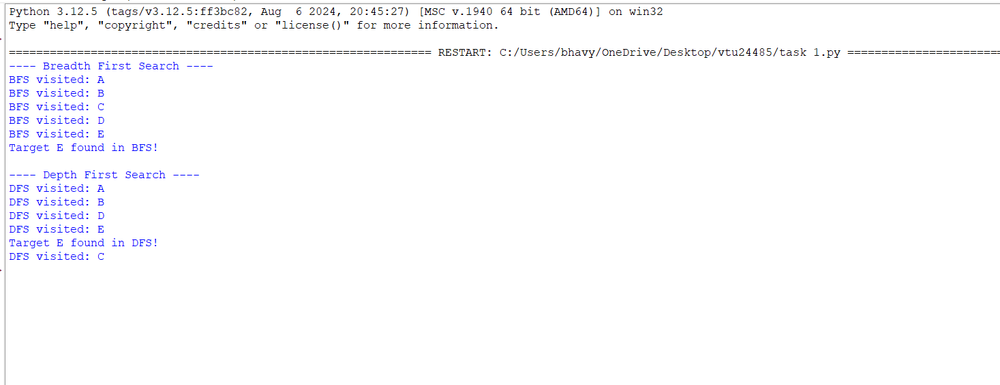 Python 3.12.5 (tags/v3.12.5:ff3bc82, Aug  6 2024, 20:45:27) [MSC v.1940 64 bit (AMD64)] on win32
Type "help", "copyright", "credits" or "license()" for more information.
============================================================== RESTART: C:/Users/bhavy/OneDrive/Desktop/vtu24485/task 1.py =======================
---- Breadth First Search ----
BFS visited: A
BFS visited: B
BFS visited: C
BFS visited: D
BFS visited: E
Target E found in BFS!
---- Depth First Search ----
DFS visited: A
DFS visited: B
DFS visited: D
DFS visited: E
Target E found in DFS!
DFS visited: C